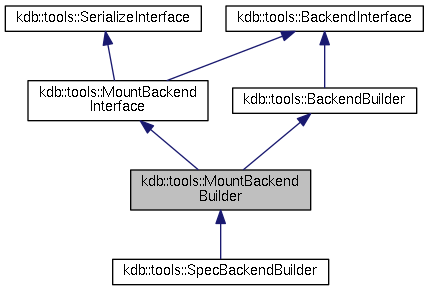 kdb::tools::SerializeInterface
kdb::tools::BackendInterface
kdb::tools::MountBackend
Interface
kdb::tools::BackendBuilder
kdb::tools::MountBackend
Builder
kdb::tools::SpecBackendBuilder